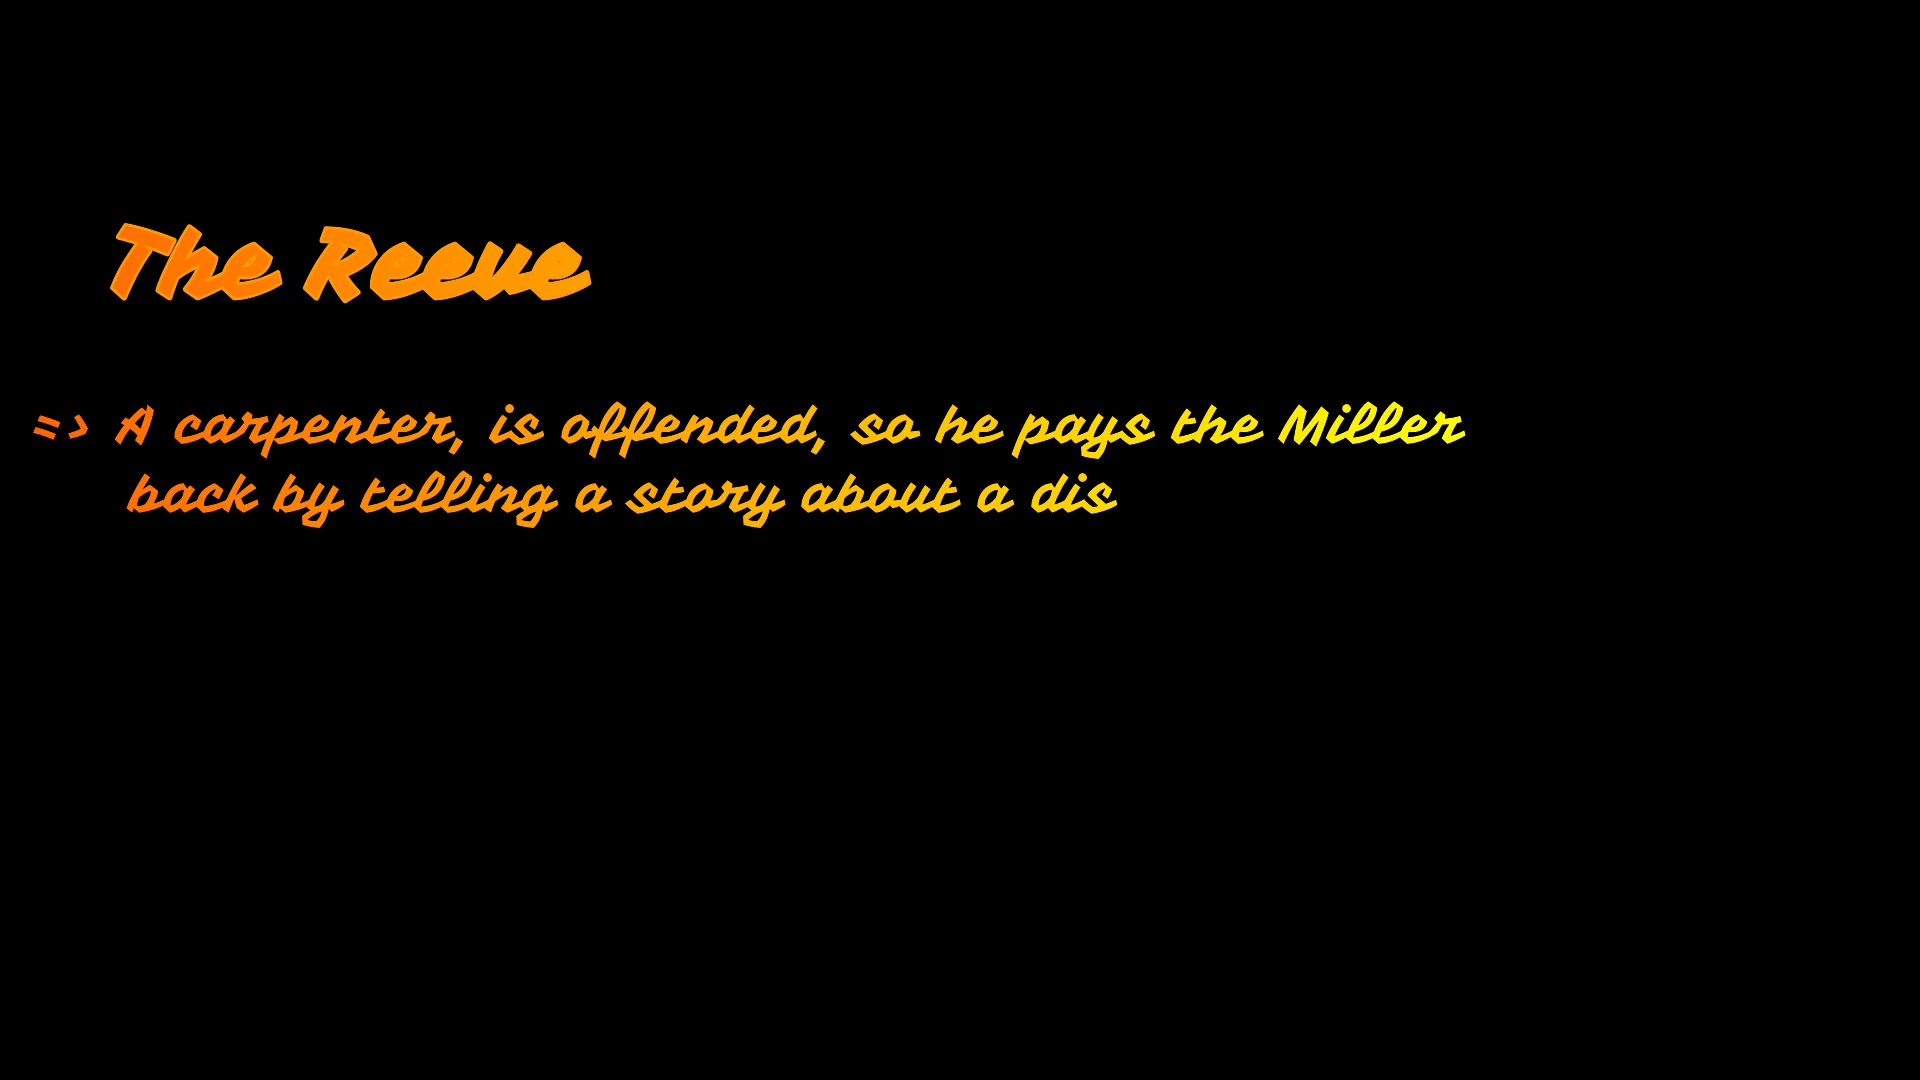 The Reeve
=> A carpenter, is offended, so he pays the Miller
back by telling a story about a dis